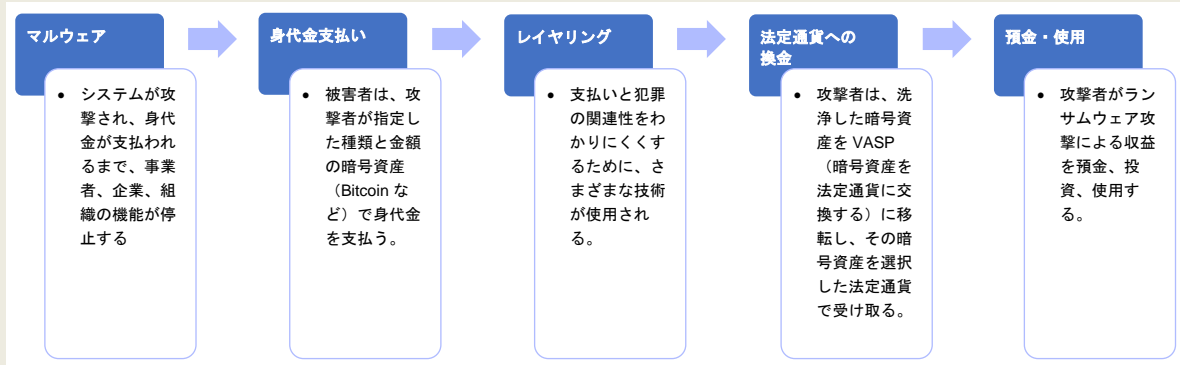 マルウェア
システムが攻
撃され、身代
金が支払われ
るまで、事業
者、企業、組
織の機能が停
止する
身代金支払い
被害者は、攻
撃者が指定し
た種類と金額
の暗号資産
（Bitcoin な
ど）で身代金
を支払う。
レイヤリング
支払いと犯罪
の関連性をわ
かりにくくす
るために、さ
まざまな技術
が使用され
る。
法定通貨への
換金
攻撃者は、洗
浄した暗号資
産を VASP
（暗号資産を
法定通貨に交
換する）に移
転し、その暗
号資産を選択
した法定通貨
で受け取る。
預金・使用
攻撃者がラン
サムウェア攻
撃による収益
を預金、投
資、使用す
る。